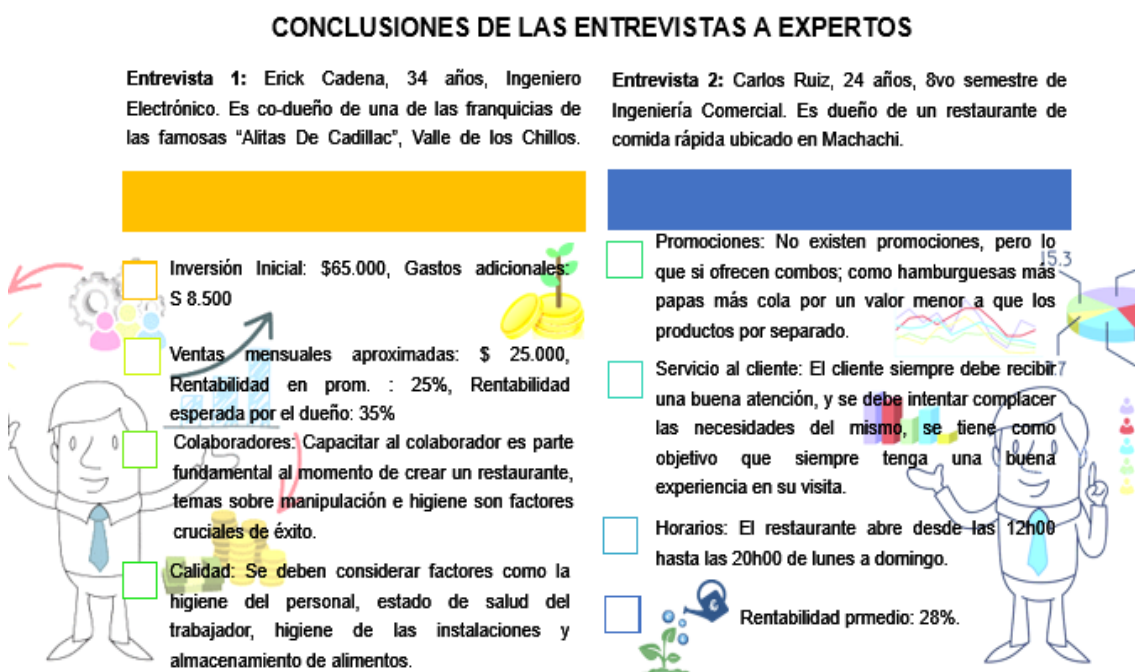 CONCLUSIONES DE LAS ENTREVISTAS A EXPERTOS
Entrevista 1: Erick Cadena, 34 años, Ingeniero
Electrónico. Es co-dueño de una de las franquicias de
las famosas “Alitas De Cadillac”, Valle de los Chillos.
Inversión Inicial: $65.000, Gastos adicionales:
S 8.500
Ventas mensuales aproximadas: $ 25.000,
Rentabilidad en prom. : 25%, Rentabilidad
esperada por el dueño: 35%
Colaboradores: Capacitar al colaborador es parte
fundamental al momento de crear un restaurante,
temas sobre manipulación e higiene son factores
cruciales de éxito.
Calidad: Se deben considerar factores como la
higiene del personal, estado de salud del
trabajador, higiene de las instalaciones y
almacenamiento de alimentos.
Entrevista 2: Carlos Ruiz, 24 años, 8vo semestre de
Ingeniería Comercial. Es dueño de un restaurante de
comida rápida ubicado en Machachi.
Promociones: No existen promociones, pero lo
que si ofrecen combos; como hamburguesas más
papas más cola por un valor menor a que los
productos por separado.
Servicio al cliente: El cliente siempre debe recibir
una buena atención, y se debe intentar complacer
las necesidades del mismo, se tiene como
objetivo que siempre tenga una buena
experiencia en su visita.
Horarios: El restaurante abre desde las 12h00
hasta las 20h00 de lunes a domingo.
Rentabilidad prmedio: 28%.